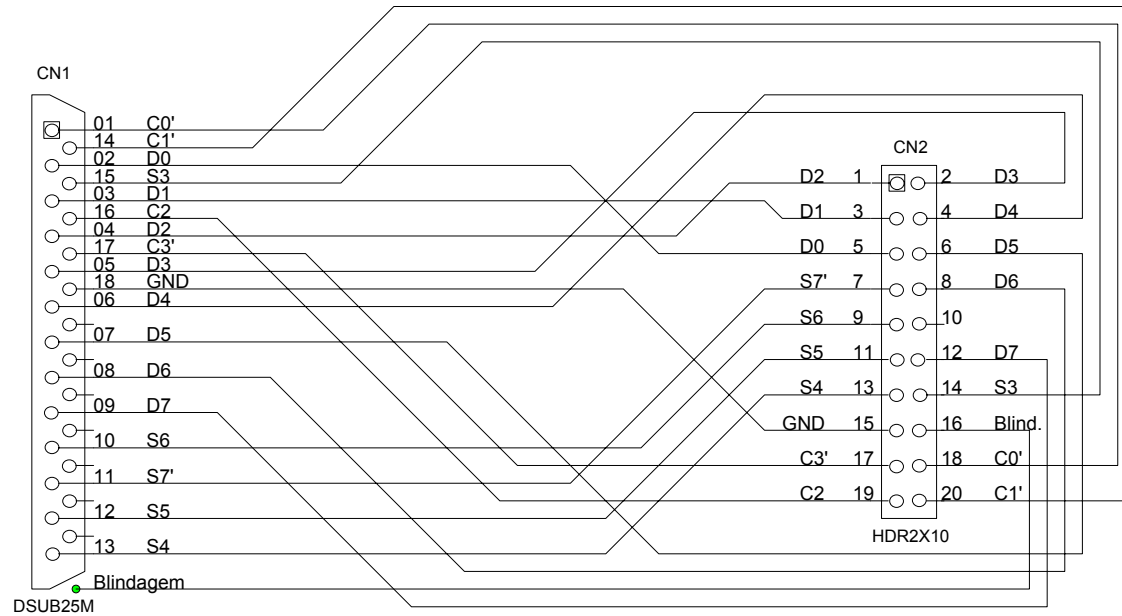 CN1
01 C0'
14 C1'
02 D0
15 S3
03 D1
16 C2
04 D2
17 C3'
05 D3
18 GND
06 D4
07 D5
08 D6
09 D7
10 S6
11 S7'
12 S5
13 S4
Blindagem
DSUB25M
CN2
D2 1 2 D3
D1 3 4 D4
D0 5 6 D5
S7' 7 8 D6
S6 9 10
S5 11 12 D7
S4 13 14 S3
GND 15 16 Blind.
C3' 17 18 C0'
C2 19 20 C1'
HDR2X10